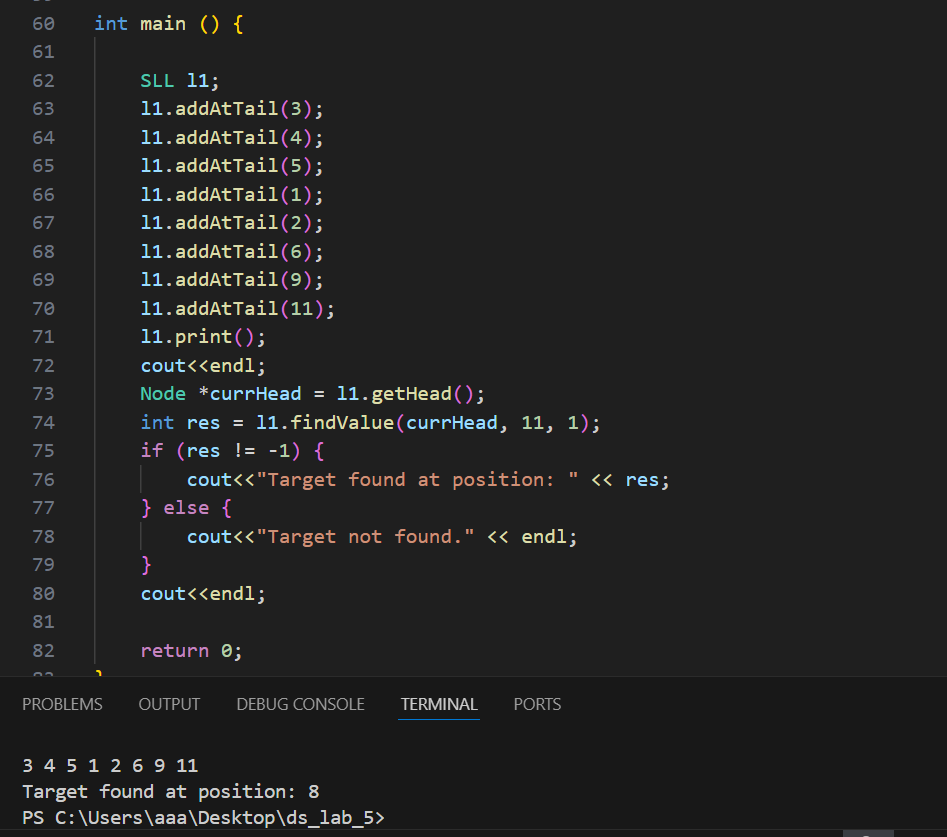 60 int main () {
61
62     SLL l1;
63     l1.addAtTail(3);
64     l1.addAtTail(4);
65     l1.addAtTail(5);
66     l1.addAtTail(1);
67     l1.addAtTail(2);
68     l1.addAtTail(6);
69     l1.addAtTail(9);
70     l1.addAtTail(11);
71     l1.print();
72     cout<<endl;
73     Node *currHead = l1.getHead();
74     int res = l1.findValue(currHead, 11, 1);
75     if (res != -1) {
76         cout<<"Target found at position: " << res;
77     } else {
78         cout<<"Target not found." << endl;
79     }
80     cout<<endl;
81
82     return 0;
PROBLEMS OUTPUT DEBUG CONSOLE TERMINAL PORTS
3 4 5 1 2 6 9 11
Target found at position: 8
PS C:\Users\aaa\Desktop\ds_lab_5>